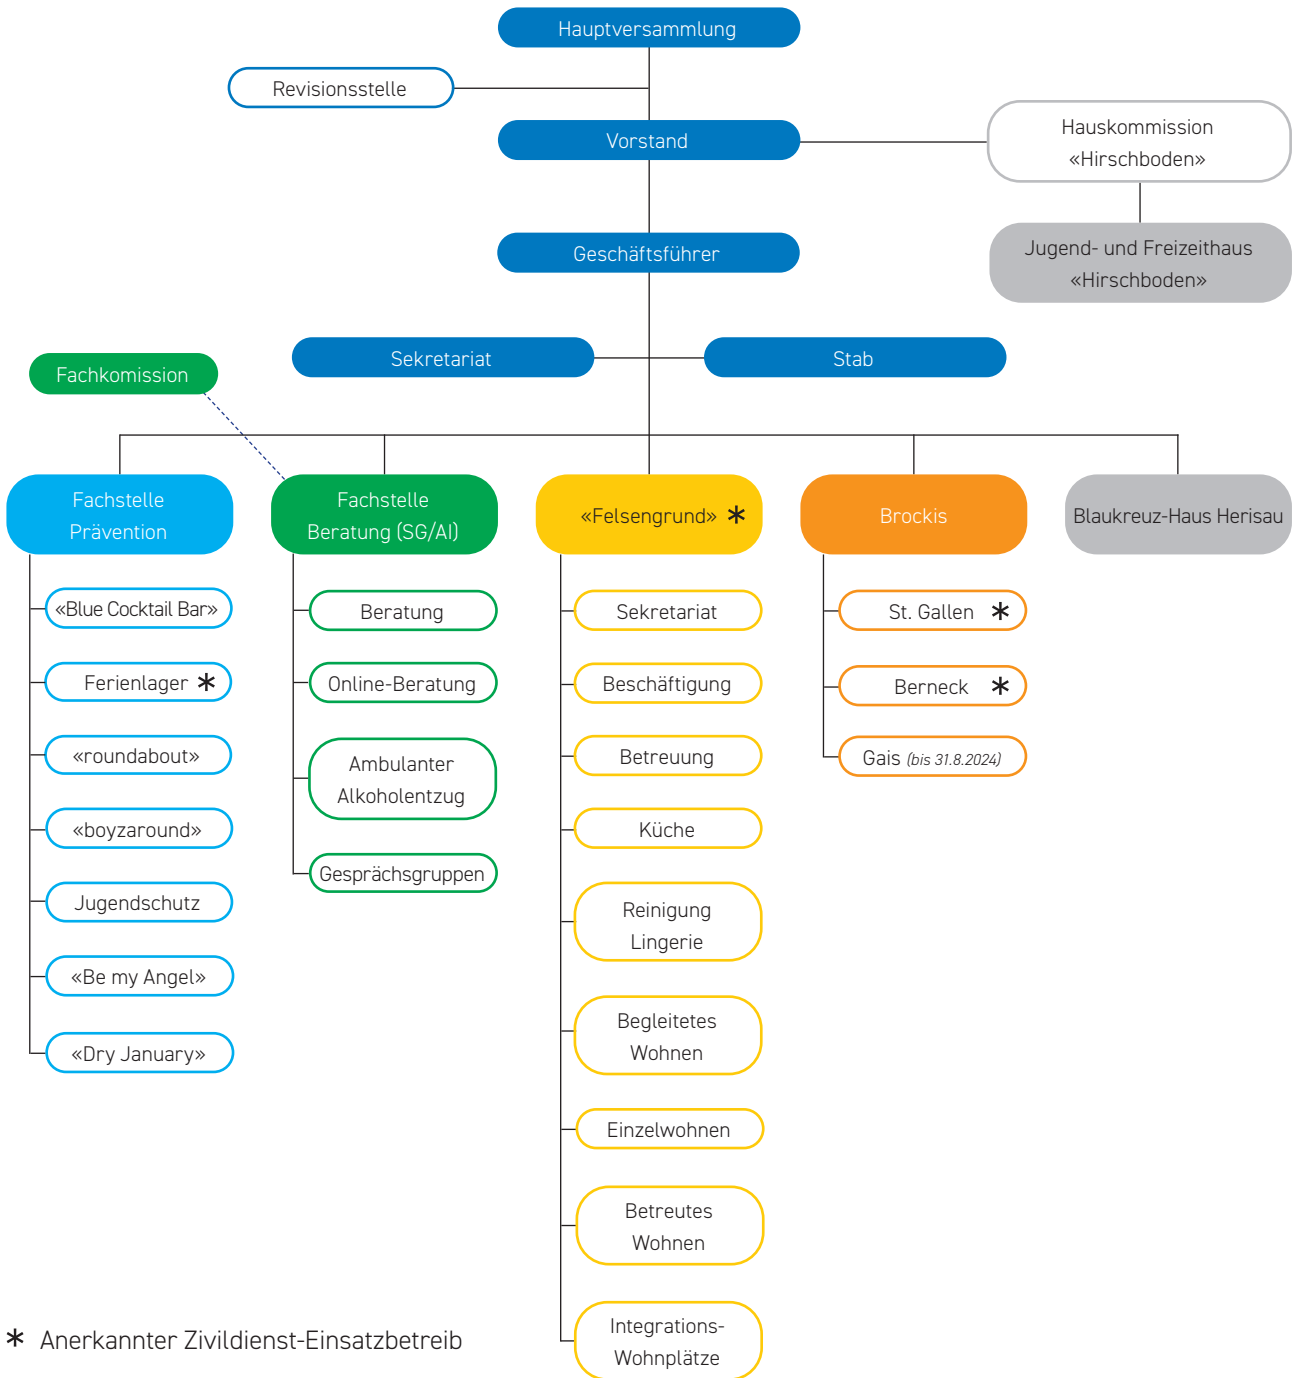 Hauptversammlung
Revisionsstelle
Vorstand
Hauskommission
«Hirschboden»
Jugend- und Freizeithaus
«Hirschboden»
Geschäftsführer
Sekretariat
Stab
Fachkomission
Fachstelle
Prävention
«Blue Cocktail Bar»
Ferienlager *
«roundabout»
«boyzaround»
Jugendschutz
«Be my Angel»
«Dry January»
Fachstelle
Beratung (SG/AI)
Beratung
Online-Beratung
Ambulanter
Alkoholentzug
Gesprächsgruppen
«Felsengrund» *
Sekretariat
Beschäftigung
Betreuung
Küche
Reinigung
Lingerie
Begleitetes
Wohnen
Einzelwohnen
Betreutes
Wohnen
Integrations-
Wohnplätze
Brockis
St. Gallen *
Berneck *
Gais (bis 31.8.2024)
Blaukreuz-Haus Herisau
* Anerkannter Zivildienst-Einsatzbetreib